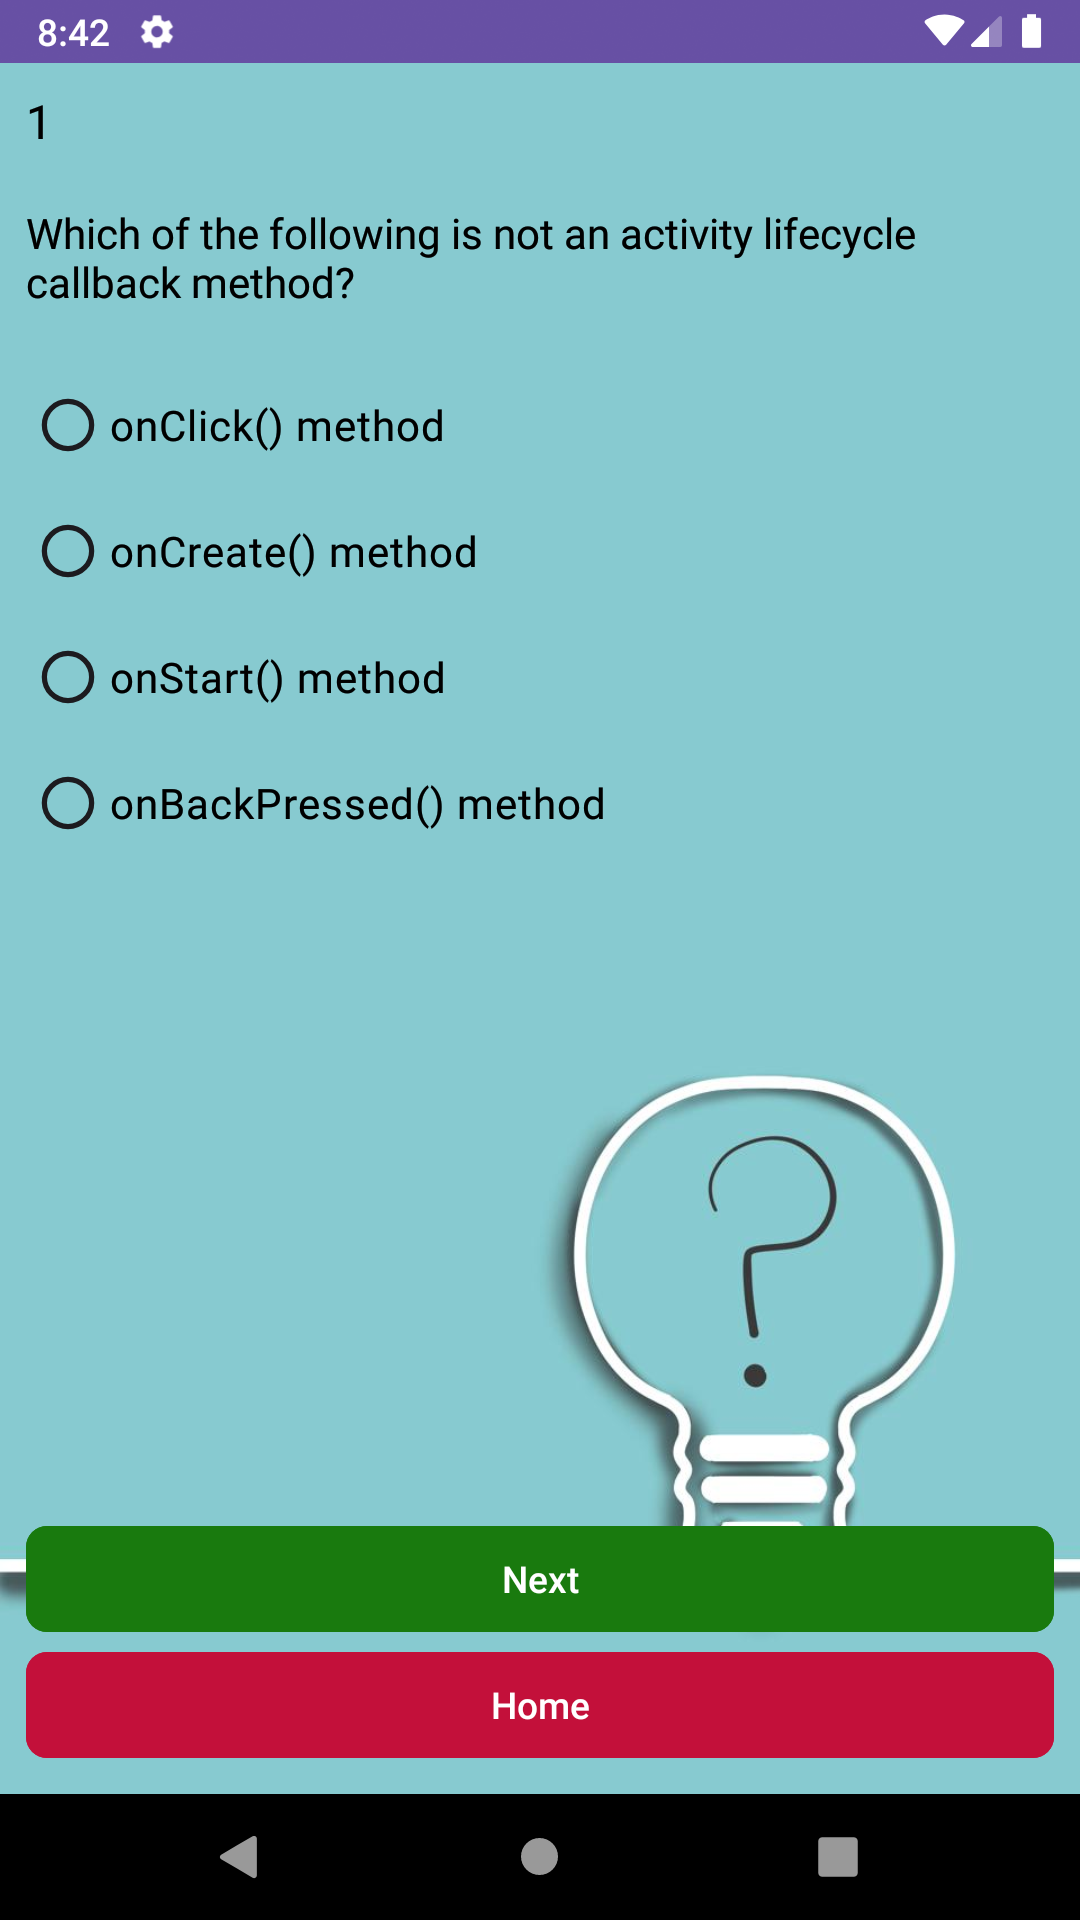 8:42
1
Which of the following is not an activity lifecycle
callback method?
onClick() method
onCreate() method
onStart() method
onBackPressed() method
?
Next
Home